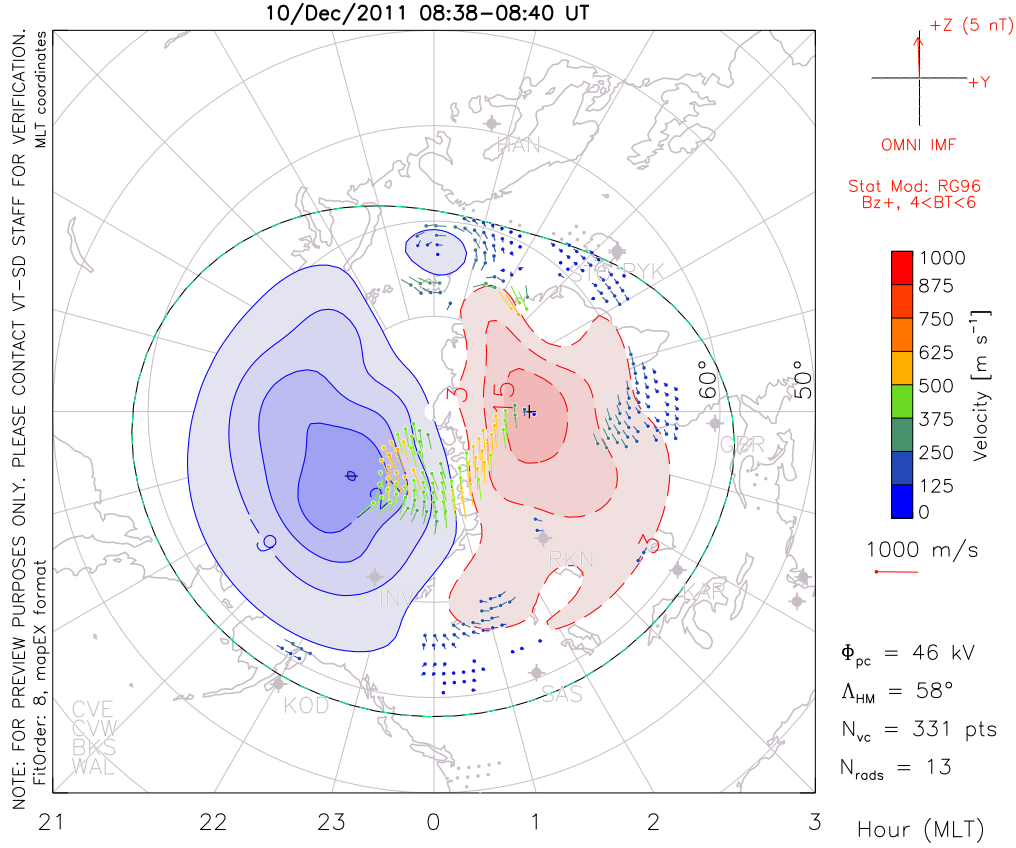 10/Dec/2011 08:38-08:40 UT
NOTE: FOR PREVIEW PURPOSES ONLY. PLEASE CONTACT VT-SD STAFF FOR VERIFICATION.
FitOrder: 8, mapEX format
MLT coordinates
+Z (5 nT)
+Y
OMNI IMF
Stat Mod: RG96
Bz+, 4<BT<6
HAN
PYK
GBR
RKN
KAP
INV
SAS
KOD
CVE
CVW
BKS
WAL
60°
50°
3
15
-9
3
1000
875
750
625
500
375
250
125
0
Velocity [m s⁻¹]
1000 m/s
Φpc = 46 kV
ΛHM = 58°
Nvc = 331 pts
Nrads = 13
21 22 23 0 1 2 3
Hour (MLT)